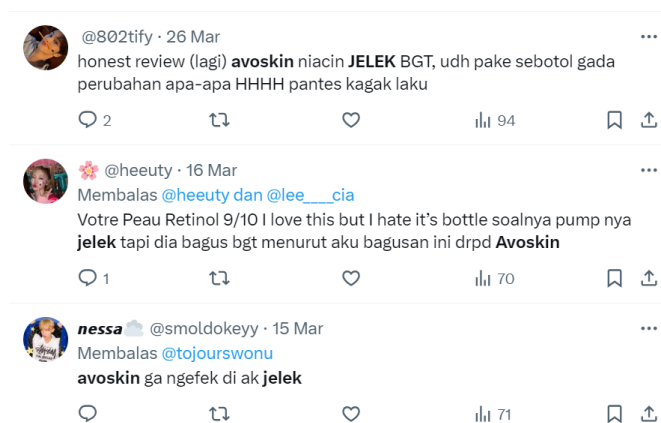 @802tify · 26 Mar
honest review (lagi) avoskin niacin JELEK BGT, udh pake sebotol gada
perubahan apa-apa HHHH pantes kagak laku
2 94
🌸 @heeuty · 16 Mar
Membalas @heeuty dan @lee____cia
Votre Peau Retinol 9/10 I love this but I hate it’s bottle soalnya pump nya
jelek tapi dia bagus bgt menurut aku bagusan ini drpd Avoskin
1 70
nessa☁️ @smoldokeyy · 15 Mar
Membalas @tojourswonu
avoskin ga ngefek di ak jelek
71